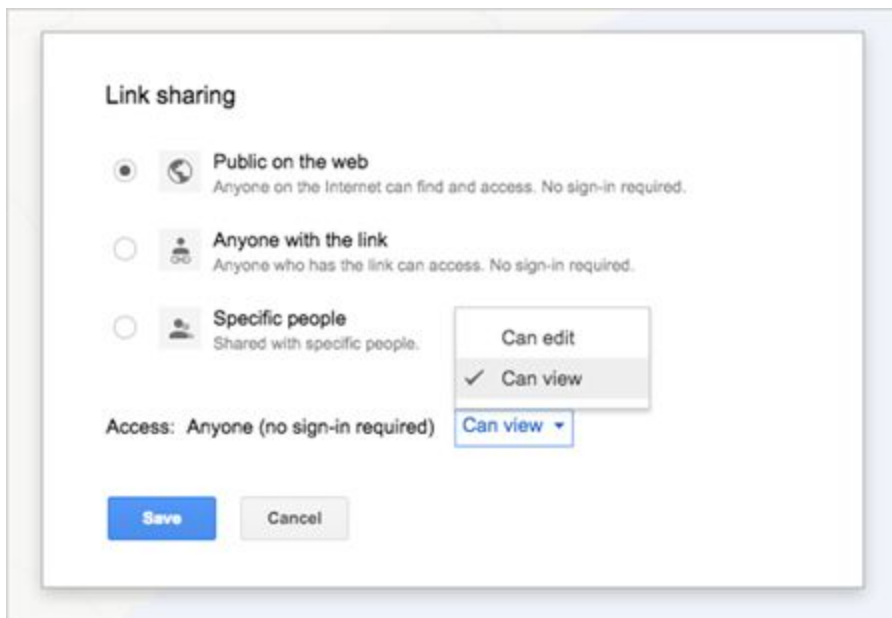 Link sharing
Public on the web
Anyone on the Internet can find and access. No sign-in required.
Anyone with the link
Anyone who has the link can access. No sign-in required.
Specific people
Shared with specific people.
Can edit
Can view
Access: Anyone (no sign-in required) Can view
Save Cancel